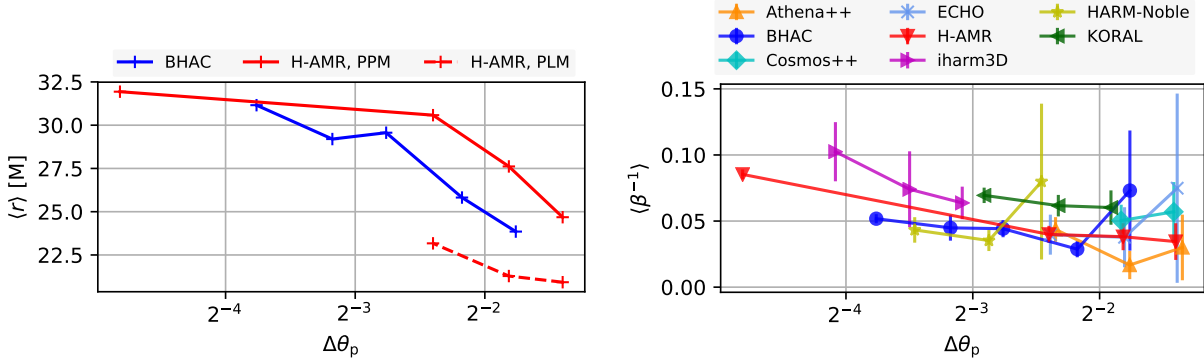 BHAC H-AMR, PPM H-AMR, PLM
32.5
30.0
27.5
25.0
22.5
⟨r⟩ [M]
2⁻⁴ 2⁻³ 2⁻²
Δθₚ
Athena++ ECHO HARM-Noble
BHAC H-AMR KORAL
Cosmos++ iharm3D
0.15
0.10
0.05
0.00
⟨β⁻¹⟩
2⁻⁴ 2⁻³ 2⁻²
Δθₚ